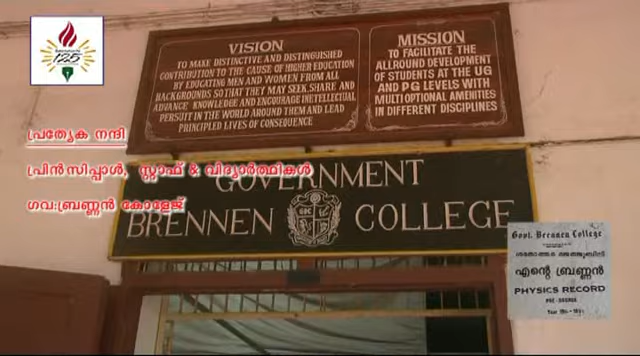 125
VISION
TO MAKE DISTINCTIVE AND DISTINGUISHED
CONTRIBUTION TO THE CAUSE OF HIGHER EDUCATION
BY EDUCATING MEN AND WOMEN FROM ALL
BACKGROUNDS SO THAT THEY MAY SEEK, SHARE AND
ADVANCE KNOWLEDGE AND ENCOURAGE INTELLECTUAL
PURSUIT IN THE WORLD AROUND THEM AND LEAD
PRINCIPLED LIVES OF CONSEQUENCE
MISSION
TO FACILITATE THE
ALLROUND DEVELOPMENT
OF STUDENTS AT THE UG
AND PG LEVELS WITH
MULTI OPTIONAL AMENITIES
IN DIFFERENT DISCIPLINES
പ്രത്യേക നന്ദി
പ്രിൻസിപ്പാൾ, സ്റ്റാഫ് & വിദ്യാർത്ഥികൾ
ഗവ:ബ്രണ്ണൻ കോളേജ്
GOVERNMENT
BRENNEN COLLEGE
Govt. Brennen College
എന്റെ ബ്രണ്ണൻ
PHYSICS RECORD